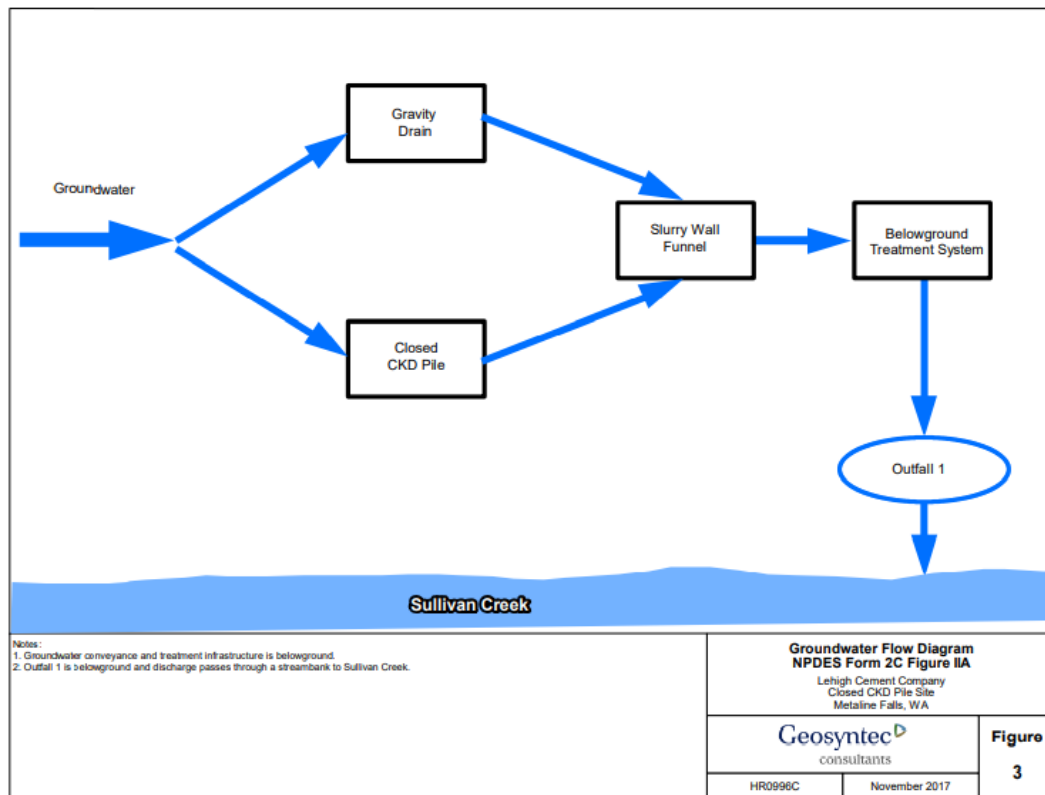 Groundwater
Gravity
Drain
Closed
CKD Pile
Slurry Wall
Funnel
Belowground
Treatment System
Outfall 1
Sullivan Creek
Notes:
1. Groundwater conveyance and treatment infrastructure is belowground.
2. Outfall 1 is belowground and discharge passes through a streambank to Sullivan Creek.
Groundwater Flow Diagram
NPDES Form 2C Figure IIA
Lehigh Cement Company
Closed CKD Pile Site
Metaline Falls, WA
Geosyntec
consultants
HR0996C
November 2017
Figure
3